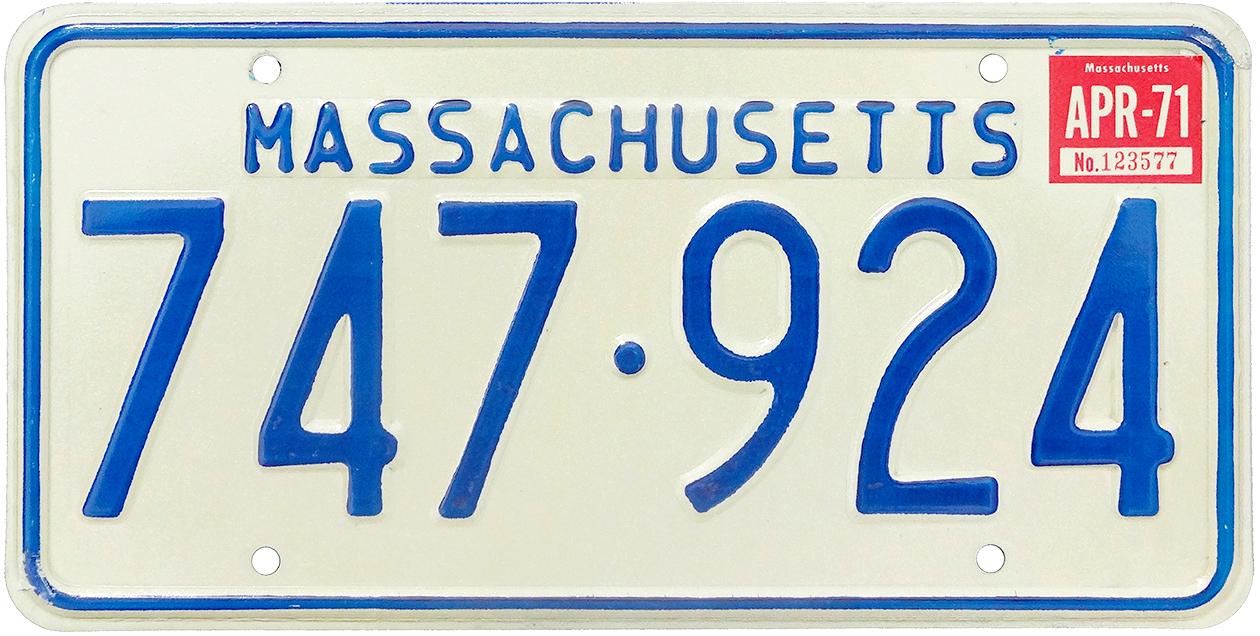 MASSACHUSETTS
Massachusetts
APR-71
No. 123577
747·924